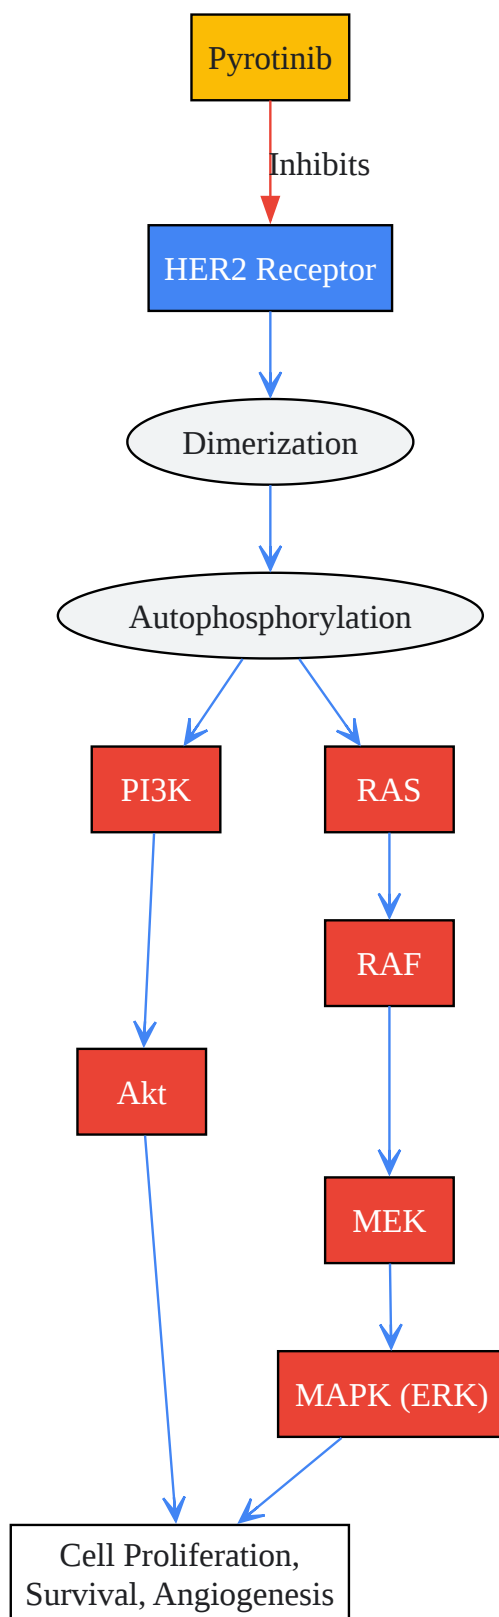 Pyrotinib
Inhibits
HER2 Receptor
Dimerization
Autophosphorylation
PI3K
RAS
RAF
Akt
MEK
MAPK (ERK)
Cell Proliferation,
Survival, Angiogenesis